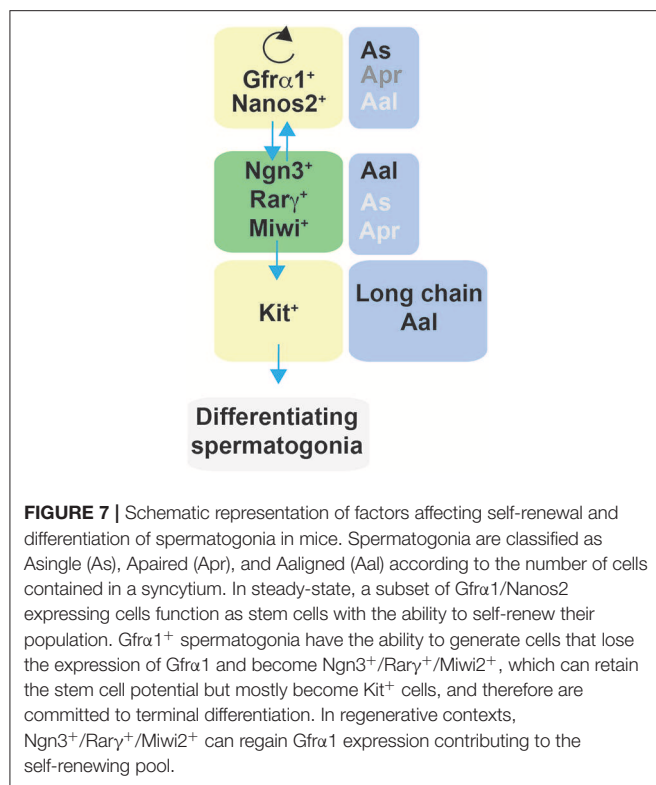 Gfrα1⁺
Nanos2⁺
As
Apr
Aal
Ngn3⁺
Rarγ⁺
Miwi⁺
Aal
As
Apr
Kit⁺
Long chain
Aal
Differentiating
spermatogonia
FIGURE 7 | Schematic representation of factors affecting self-renewal and
differentiation of spermatogonia in mice. Spermatogonia are classified as
Asingle (As), Apaired (Apr), and Aaligned (Aal) according to the number of cells
contained in a syncytium. In steady-state, a subset of Gfrα1/Nanos2
expressing cells function as stem cells with the ability to self-renew their
population. Gfrα1⁺ spermatogonia have the ability to generate cells that lose
the expression of Gfrα1 and become Ngn3⁺/Rarγ⁺/Miwi2⁺, which can retain
the stem cell potential but mostly become Kit⁺ cells, and therefore are
committed to terminal differentiation. In regenerative contexts,
Ngn3⁺/Rarγ⁺/Miwi2⁺ can regain Gfrα1 expression contributing to the
self-renewing pool.